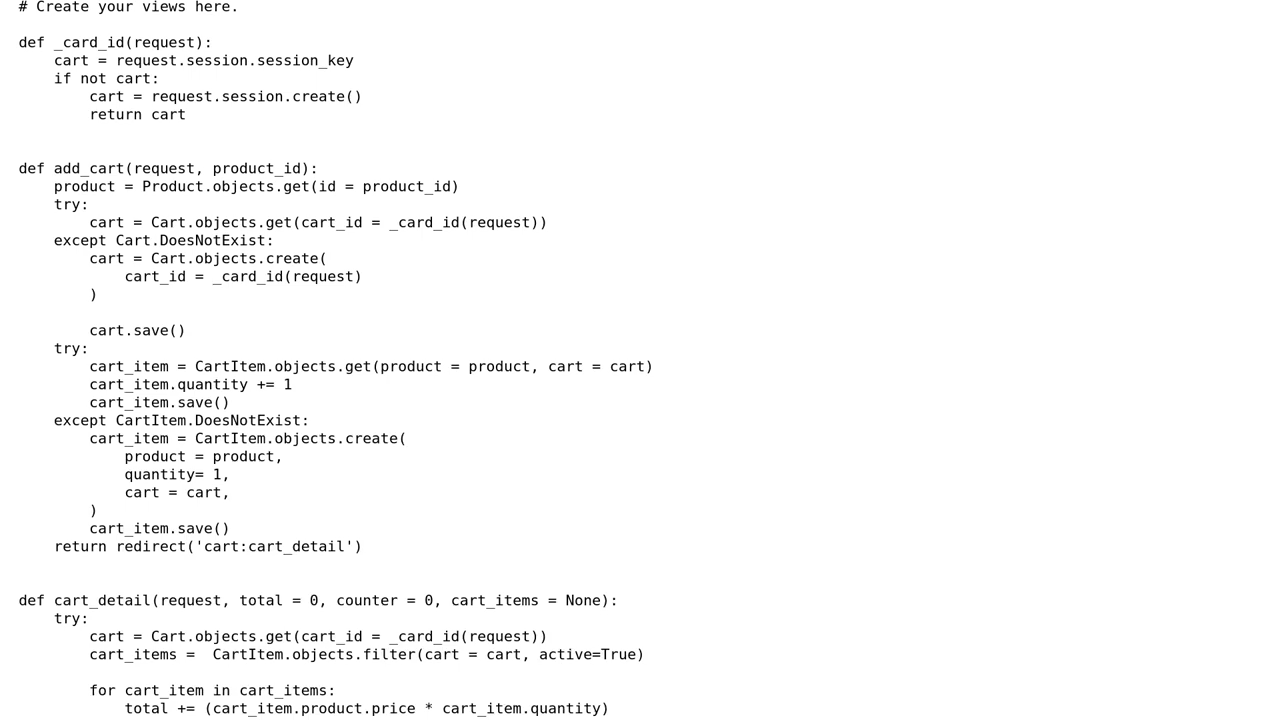 # Create your views here.
def _card_id(request):
    cart = request.session.session_key
    if not cart:
        cart = request.session.create()
        return cart
def add_cart(request, product_id):
    product = Product.objects.get(id = product_id)
    try:
        cart = Cart.objects.get(cart_id = _card_id(request))
    except Cart.DoesNotExist:
        cart = Cart.objects.create(
            cart_id = _card_id(request)
        )
        cart.save()
    try:
        cart_item = CartItem.objects.get(product = product, cart = cart)
        cart_item.quantity += 1
        cart_item.save()
    except CartItem.DoesNotExist:
        cart_item = CartItem.objects.create(
            product = product,
            quantity= 1,
            cart = cart,
        )
        cart_item.save()
    return redirect('cart:cart_detail')
def cart_detail(request, total = 0, counter = 0, cart_items = None):
    try:
        cart = Cart.objects.get(cart_id = _card_id(request))
        cart_items =  CartItem.objects.filter(cart = cart, active=True)
        for cart_item in cart_items:
            total += (cart_item.product.price * cart_item.quantity)